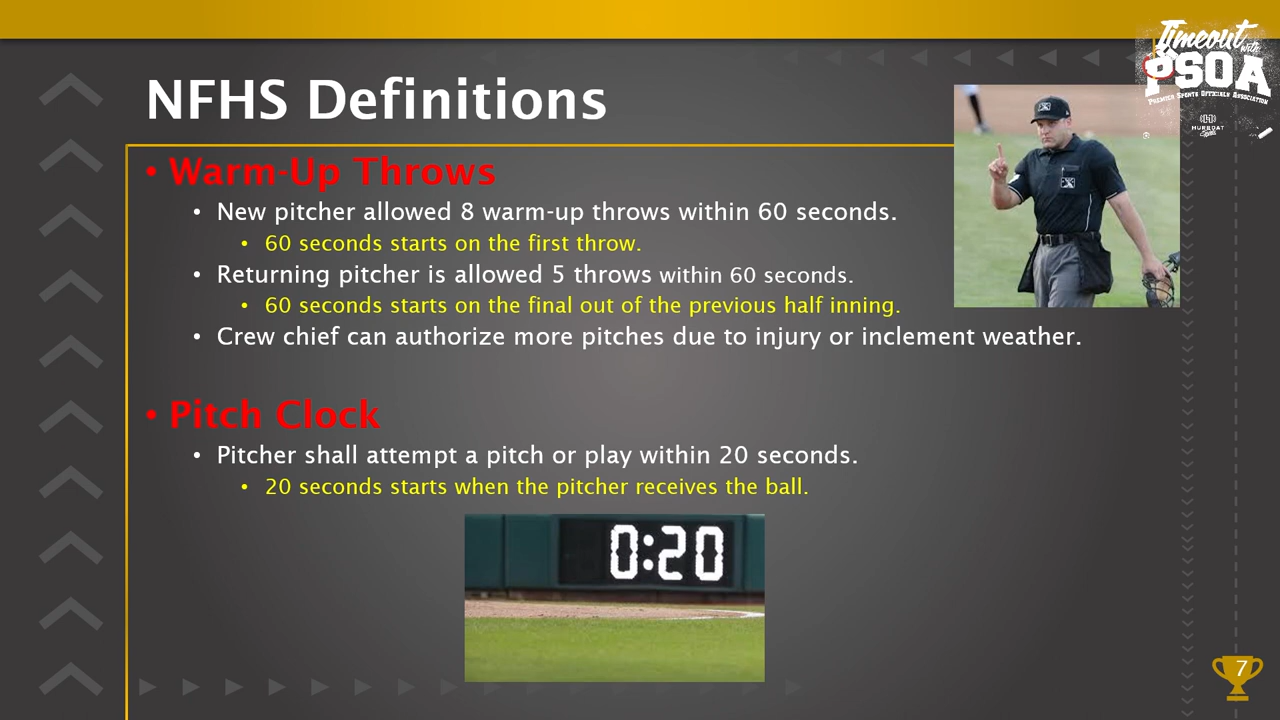 Timeout with
PSOA
PREMIER SPORTS OFFICIALS ASSOCIATION
HURRDAT
Sports
NFHS Definitions
• Warm-Up Throws
• New pitcher allowed 8 warm-up throws within 60 seconds.
• 60 seconds starts on the first throw.
• Returning pitcher is allowed 5 throws within 60 seconds.
• 60 seconds starts on the final out of the previous half inning.
• Crew chief can authorize more pitches due to injury or inclement weather.
• Pitch Clock
• Pitcher shall attempt a pitch or play within 20 seconds.
• 20 seconds starts when the pitcher receives the ball.
0:20
7